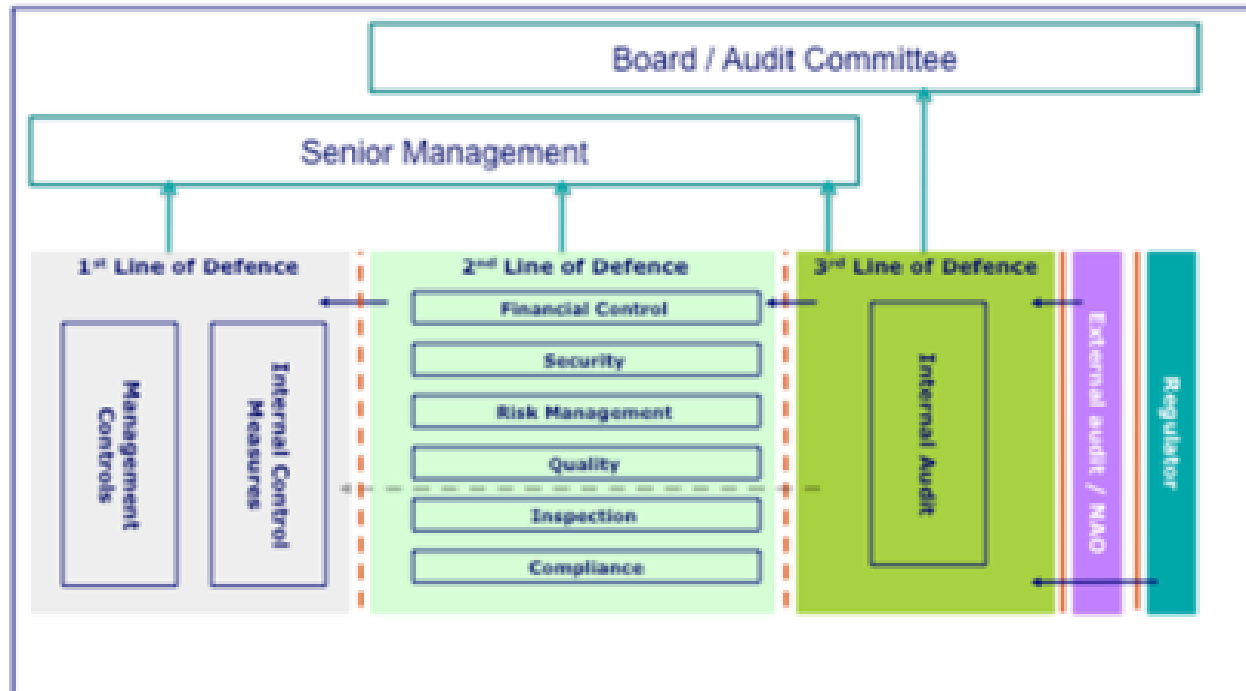 Board / Audit Committee
Senior Management
1st Line of Defence
2nd Line of Defence
3rd Line of Defence
Management
Controls
Internal Control
Measures
Financial Control
Security
Risk Management
Quality
Inspection
Compliance
Internal Audit
External audit / NAO
Regulator